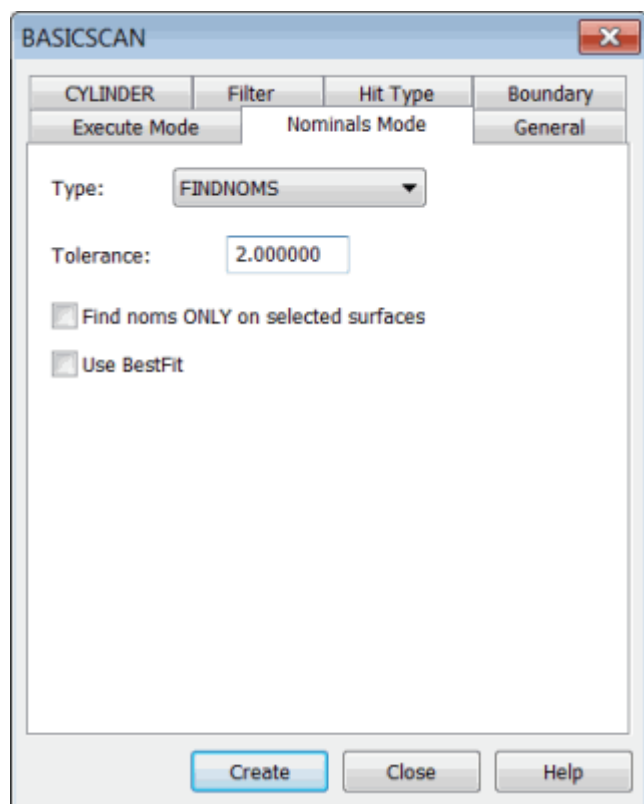 BASICSCAN
CYLINDER Filter Hit Type Boundary
Execute Mode Nominals Mode General
Type: FINDNOMS
Tolerance: 2.000000
Find noms ONLY on selected surfaces
Use BestFit
Create Close Help